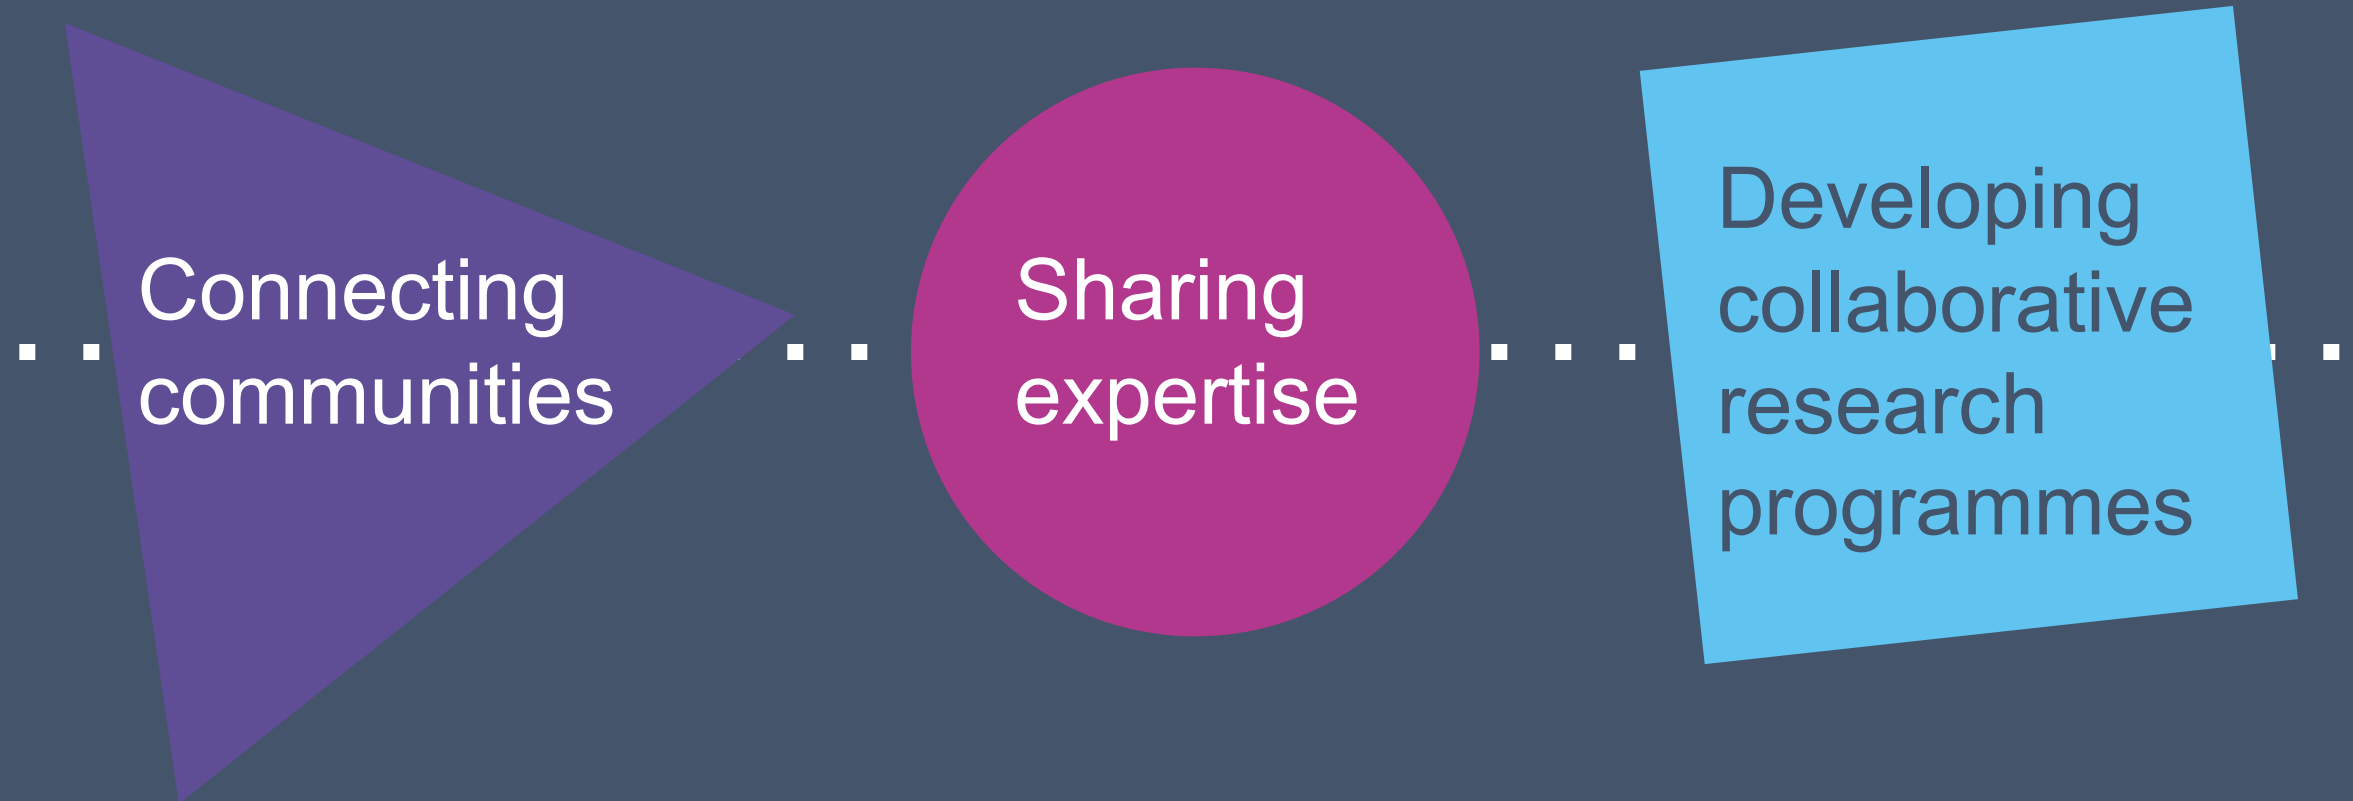 Connecting
communities
Sharing
expertise
Developing
collaborative
research
programmes